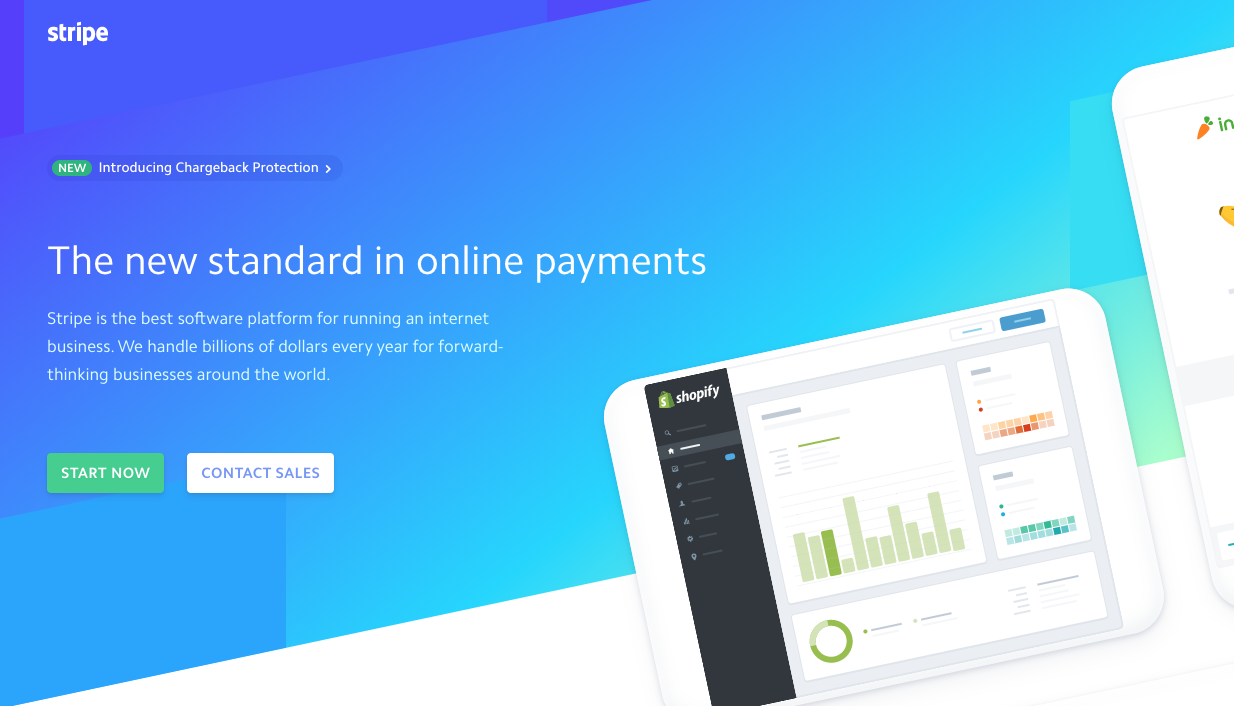 stripe
NEW Introducing Chargeback Protection
The new standard in online payments
Stripe is the best software platform for running an internet
business. We handle billions of dollars every year for forward-
thinking businesses around the world.
START NOW
CONTACT SALES
shopify